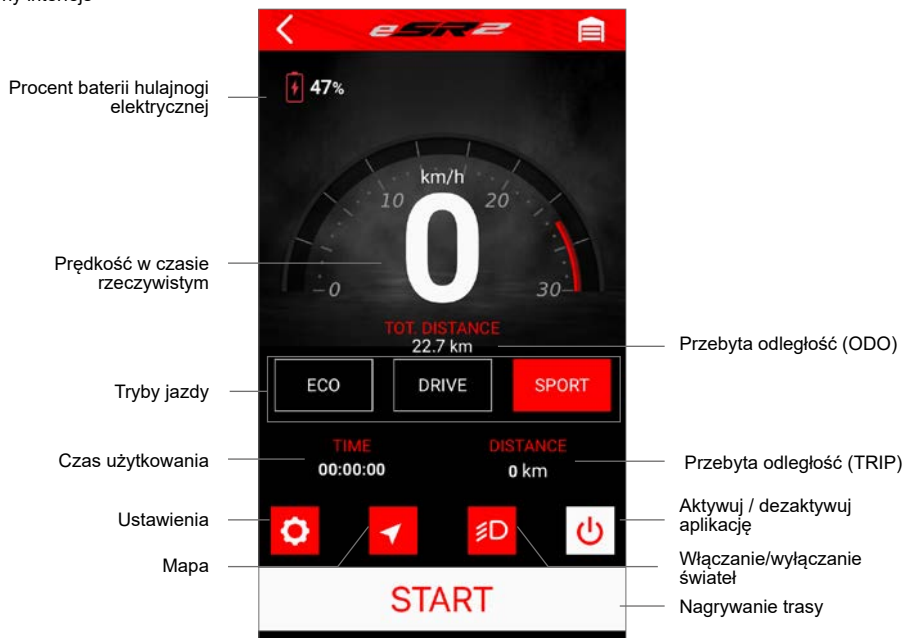 eSR2
Procent baterii hulajnogi
elektrycznej
47%
km/h
10
20
0
0
30
Prędkość w czasie
rzeczywistym
TOT. DISTANCE
22.7 km
Przebyta odległość (ODO)
Tryby jazdy
ECO
DRIVE
SPORT
Czas użytkowania
TIME
00:00:00
DISTANCE
0 km
Przebyta odległość (TRIP)
Ustawienia
Mapa
Aktywuj / dezaktywuj
aplikację
Włączanie/wyłączanie
świateł
START
Nagrywanie trasy